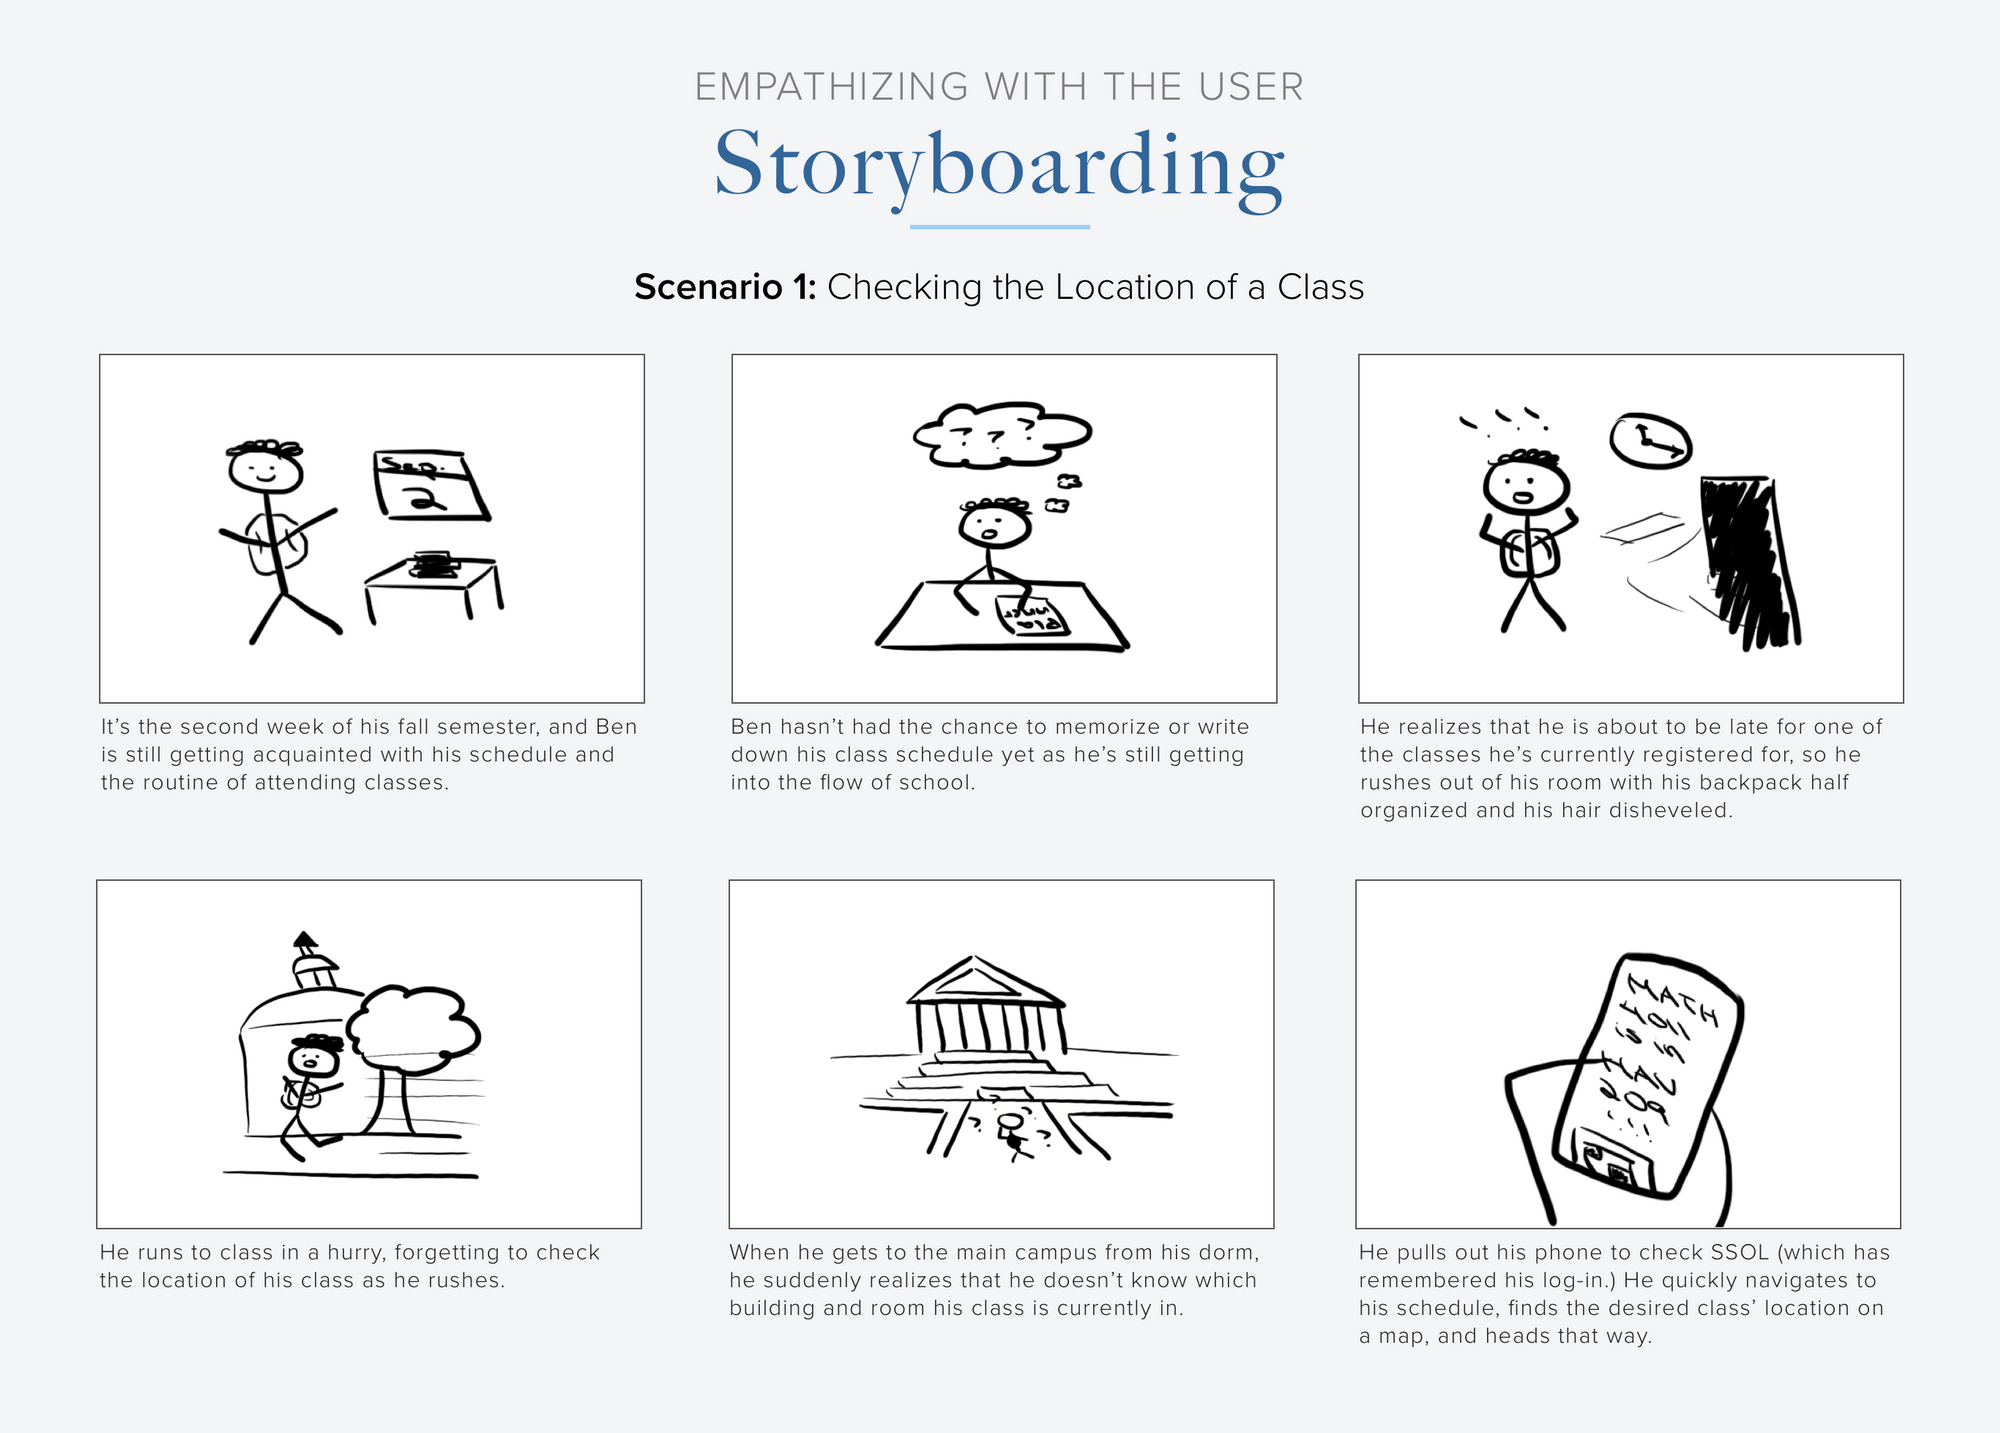 EMPATHIZING WITH THE USER
Storyboarding
Scenario 1: Checking the Location of a Class
Sep.
2
? ? ?
It's the second week of his fall semester, and Ben
is still getting acquainted with his schedule and
the routine of attending classes.
Ben hasn't had the chance to memorize or write
down his class schedule yet as he's still getting
into the flow of school.
He realizes that he is about to be late for one of
the classes he's currently registered for, so he
rushes out of his room with his backpack half
organized and his hair disheveled.
MATH
HAV
209
He runs to class in a hurry, forgetting to check
the location of his class as he rushes.
When he gets to the main campus from his dorm,
he suddenly realizes that he doesn't know which
building and room his class is currently in.
He pulls out his phone to check SSOL (which has
remembered his log-in.) He quickly navigates to
his schedule, finds the desired class' location on
a map, and heads that way.